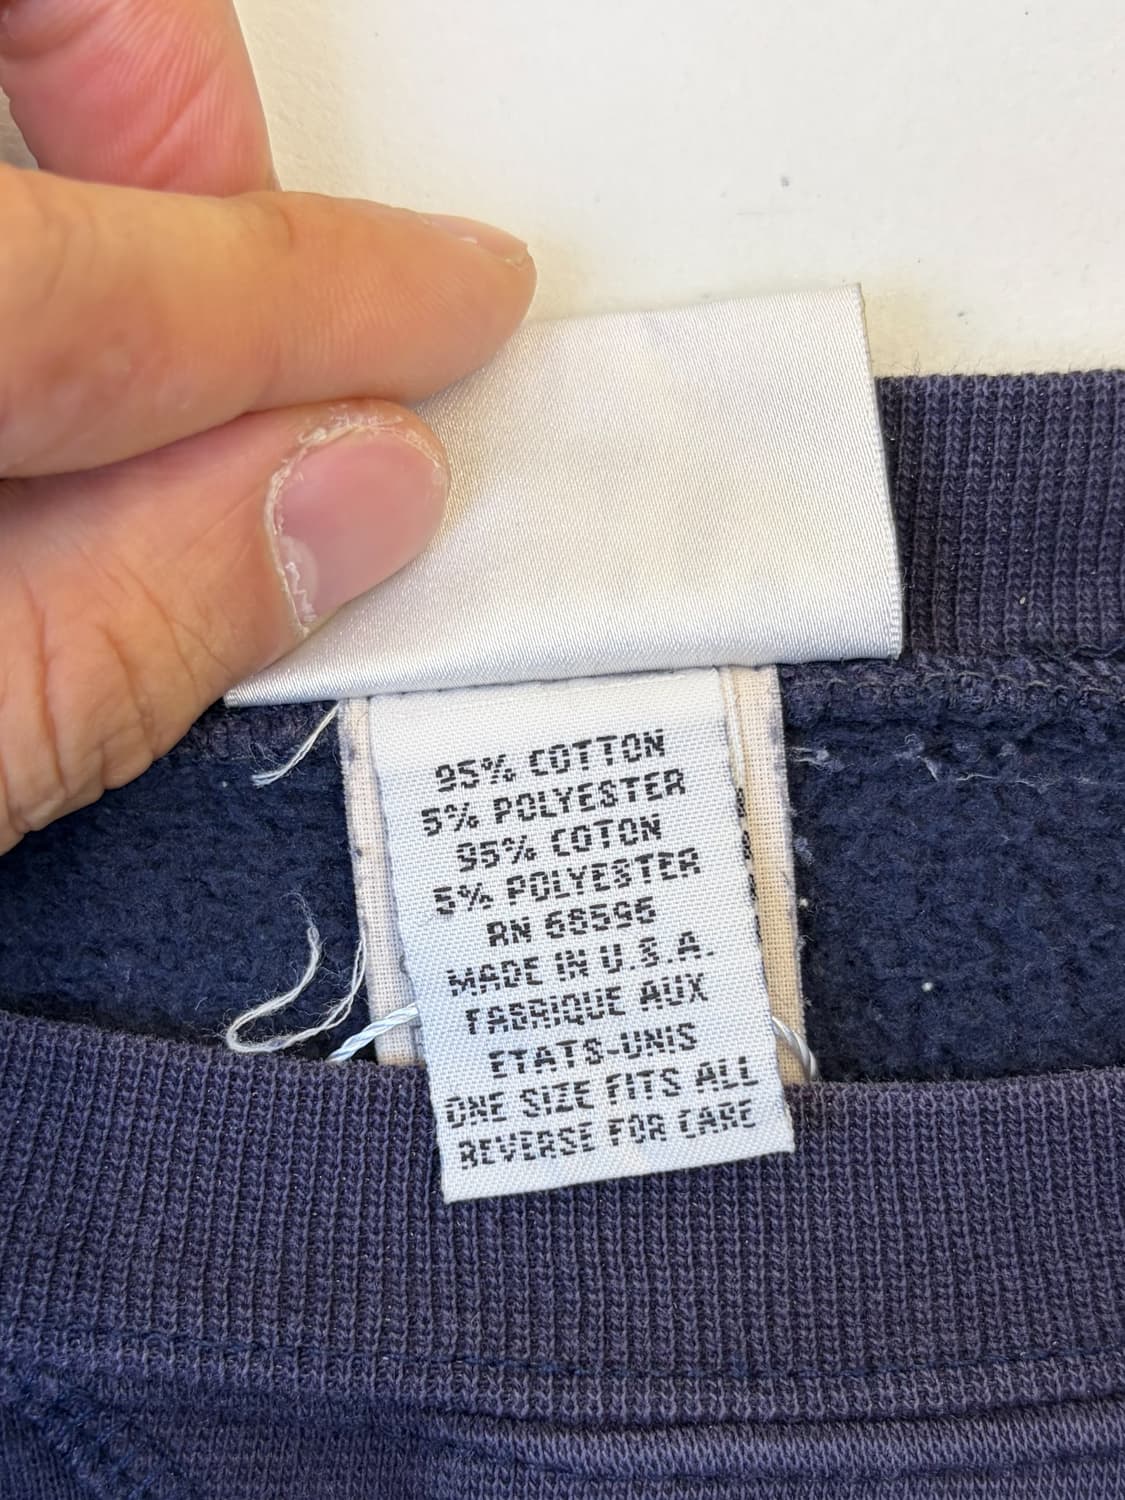 95% COTTON
5% POLYESTER
95% COTON
5% POLYESTER
RN 68595
MADE IN U.S.A.
FABRIQUE AUX
ETATS-UNIS
ONE SIZE FITS ALL
REVERSE FOR CARE